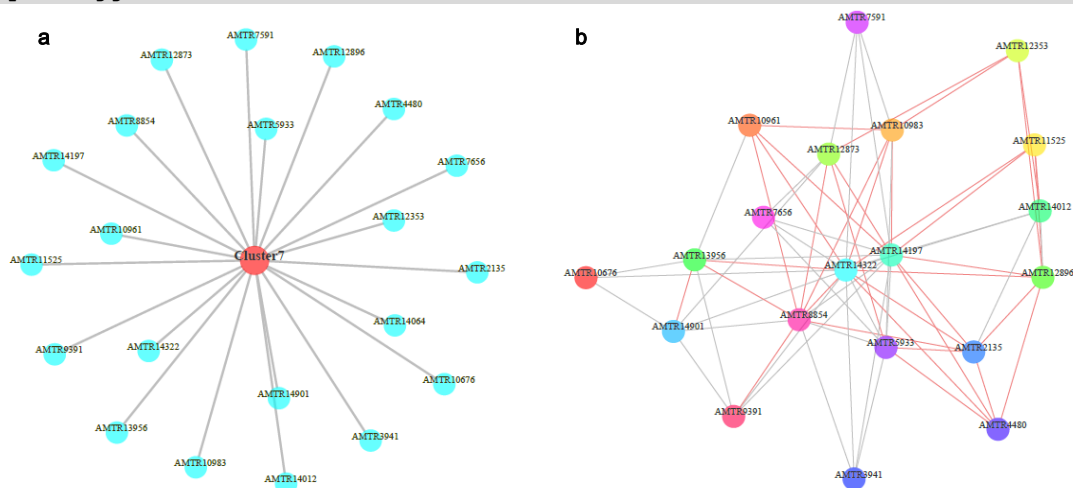 a
AMTR7591
AMTR12873
AMTR12896
AMTR4480
AMTR8854
AMTR5933
AMTR14197
AMTR7656
AMTR12353
AMTR10961
Cluster7
AMTR11525
AMTR2135
AMTR14064
AMTR9391
AMTR14322
AMTR10676
AMTR14901
AMTR13956
AMTR3941
AMTR10983
AMTR14012
b
AMTR7591
AMTR12353
AMTR10961
AMTR10983
AMTR11525
AMTR12873
AMTR14012
AMTR7656
AMTR14197
AMTR13956
AMTR14322
AMTR10676
AMTR12896
AMTR8854
AMTR14901
AMTR5933
AMTR2135
AMTR9391
AMTR4480
AMTR3941